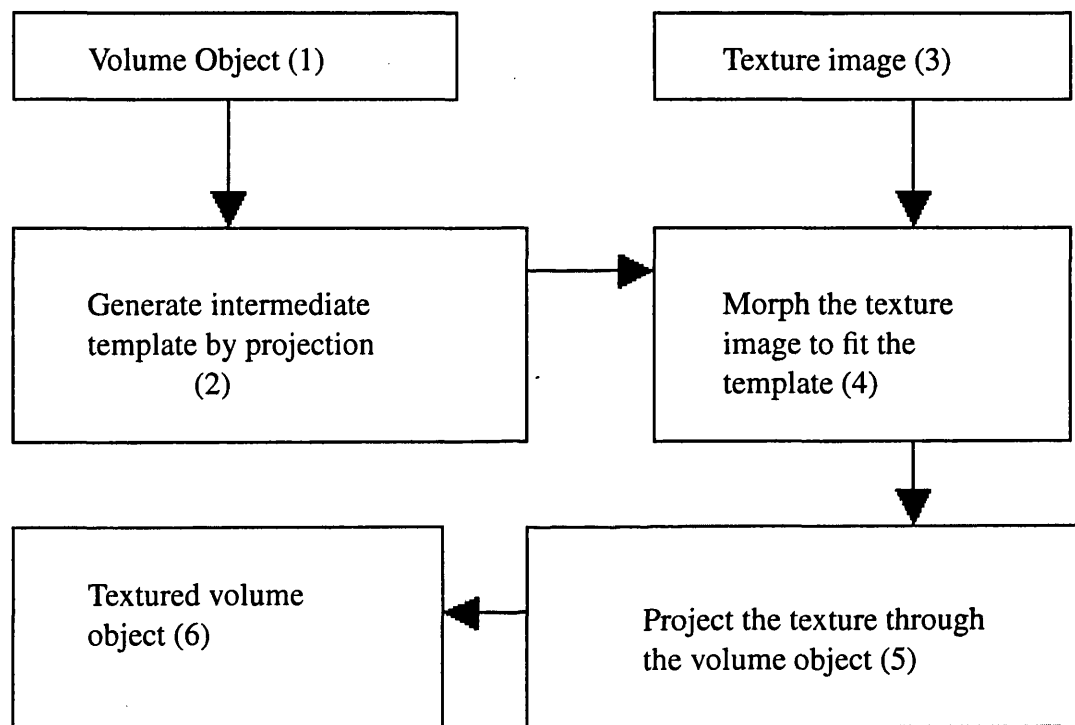 Volume Object (1)
Texture image (3)
Generate intermediate
template by projection
(2)
Morph the texture
image to fit the
template (4)
Textured volume
object (6)
Project the texture through
the volume object (5)